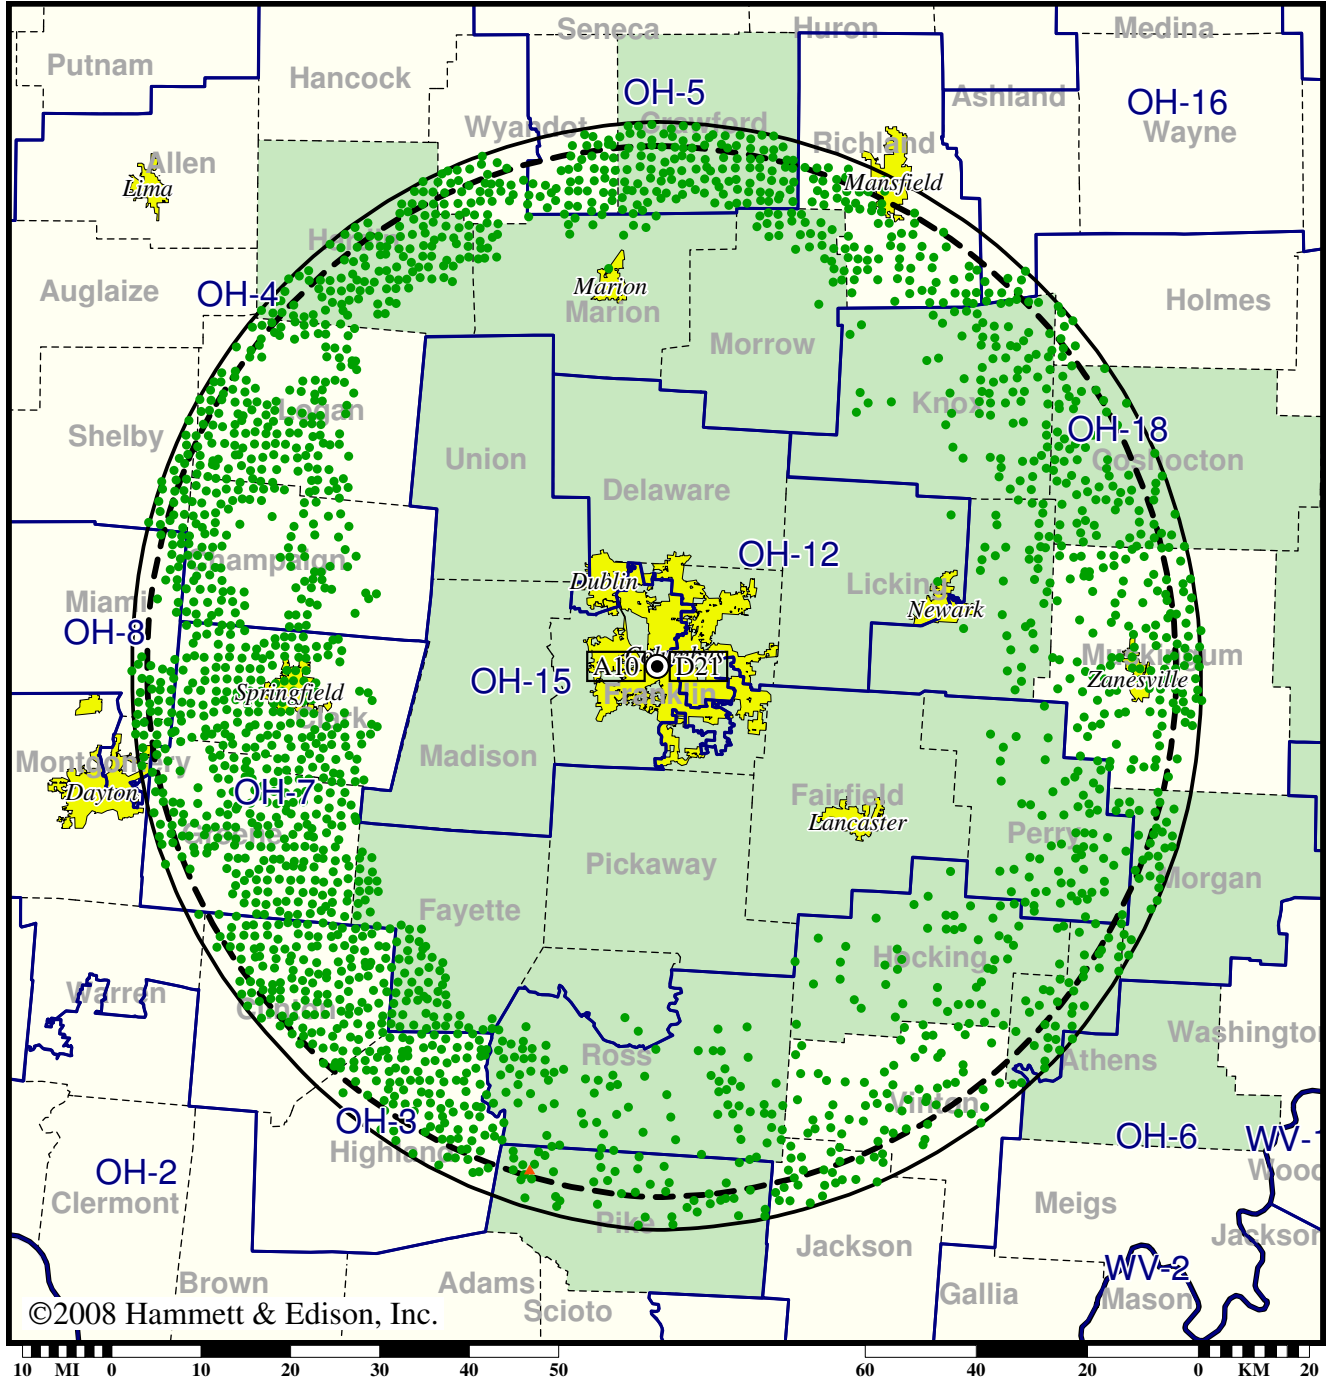 Seneca
Huron
Medina
Putnam
Hancock
OH-5
Ashland
OH-16
Wyandot
Crawford
Richland
Wayne
Allen
Lima
Mansfield
Hardin
Auglaize
OH-4
Marion
Marion
Holmes
Morrow
Logan
Knox
Shelby
OH-18
Union
Coshocton
Delaware
Champaign
OH-12
Dublin
Licking
Newark
Miami
OH-8
Columbus
Muskingum
A10
D21
OH-15
Zanesville
Springfield
Franklin
Clark
Madison
Montgomery
Dayton
OH-7
Fairfield
Lancaster
Greene
Perry
Pickaway
Morgan
Fayette
Hocking
Warren
Clinton
Washington
Ross
Athens
Vinton
OH-3
OH-6
WV-
Highland
OH-2
Wood
Clermont
Meigs
Pike
Jackson
Jackson
WV-2
Brown
Adams
Gallia
Mason
Scioto
©2008 Hammett & Edison, Inc.
10 MI 0 10 20 30 40 50 60 40 20 0 KM 20